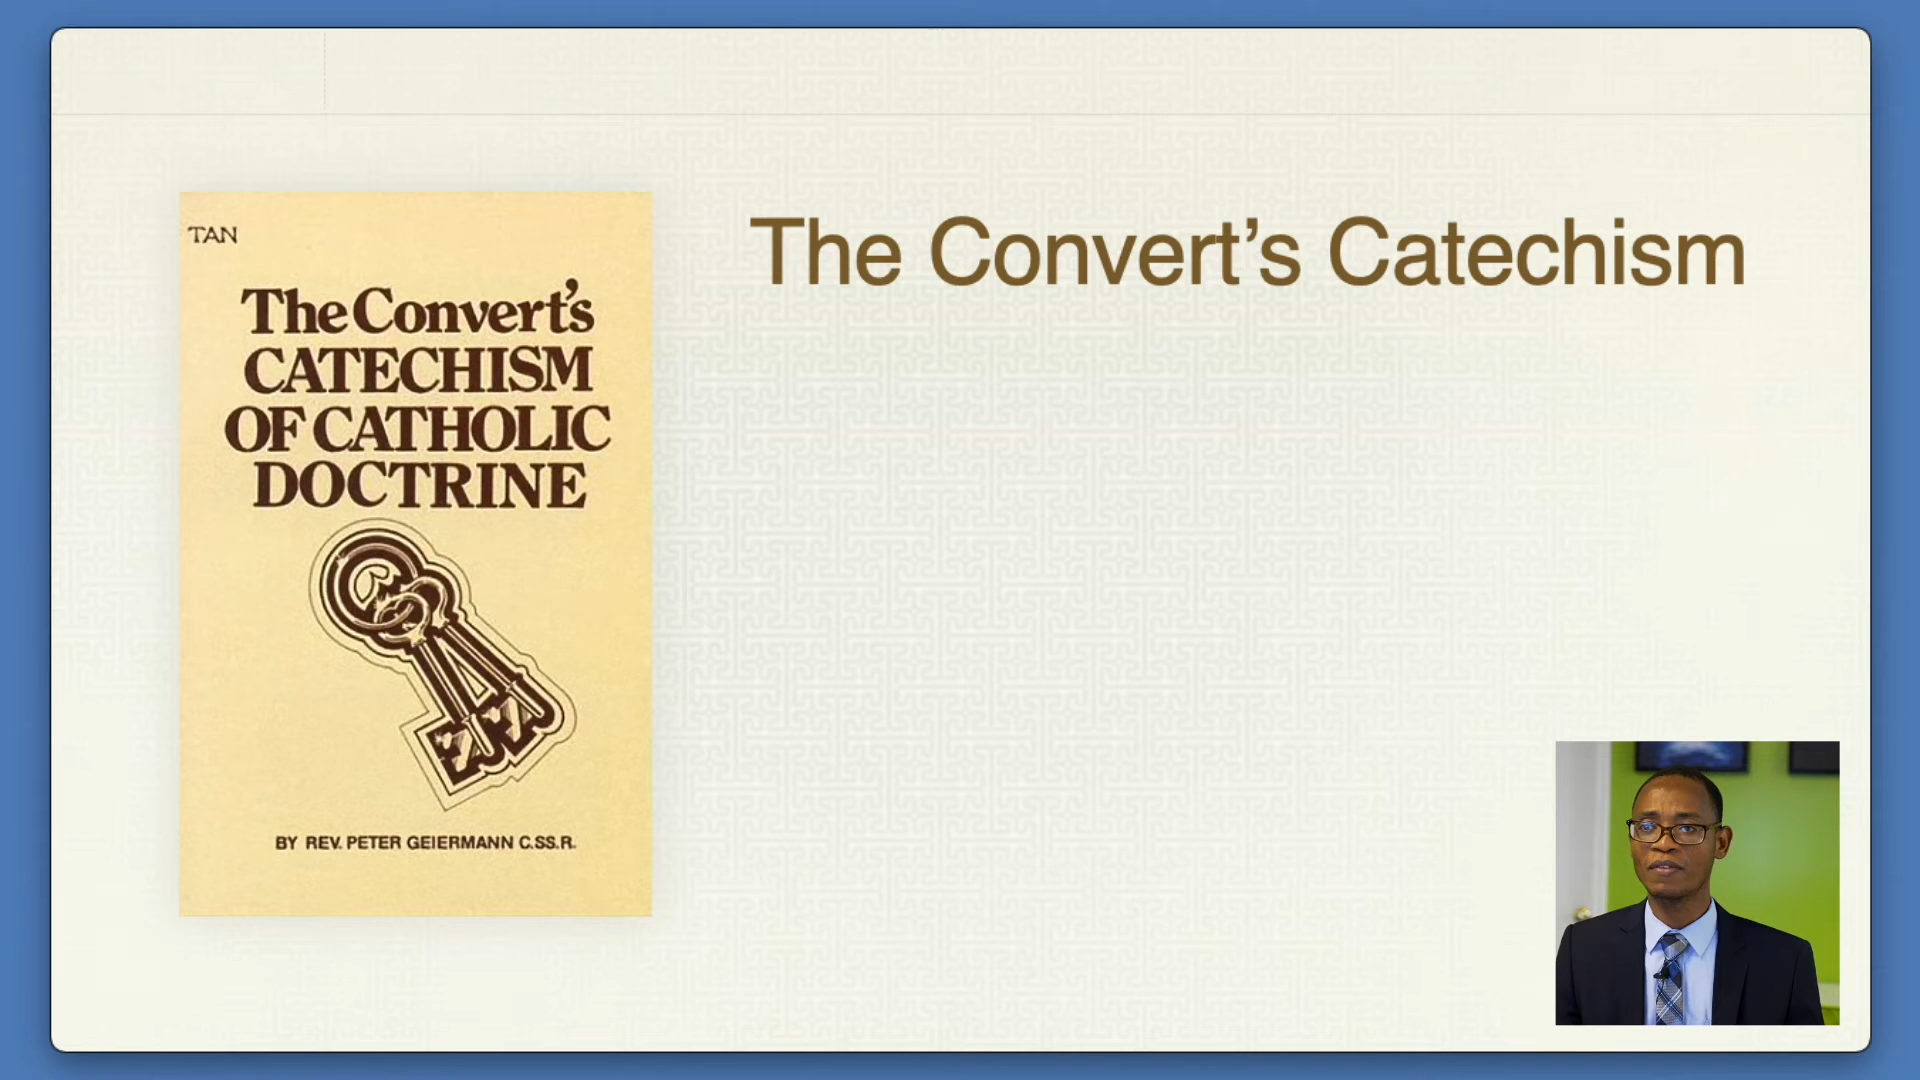 TAN
The Convert's
CATECHISM
OF CATHOLIC
DOCTRINE
BY REV. PETER GEIERMANN C.SS.R.
The Convert’s Catechism